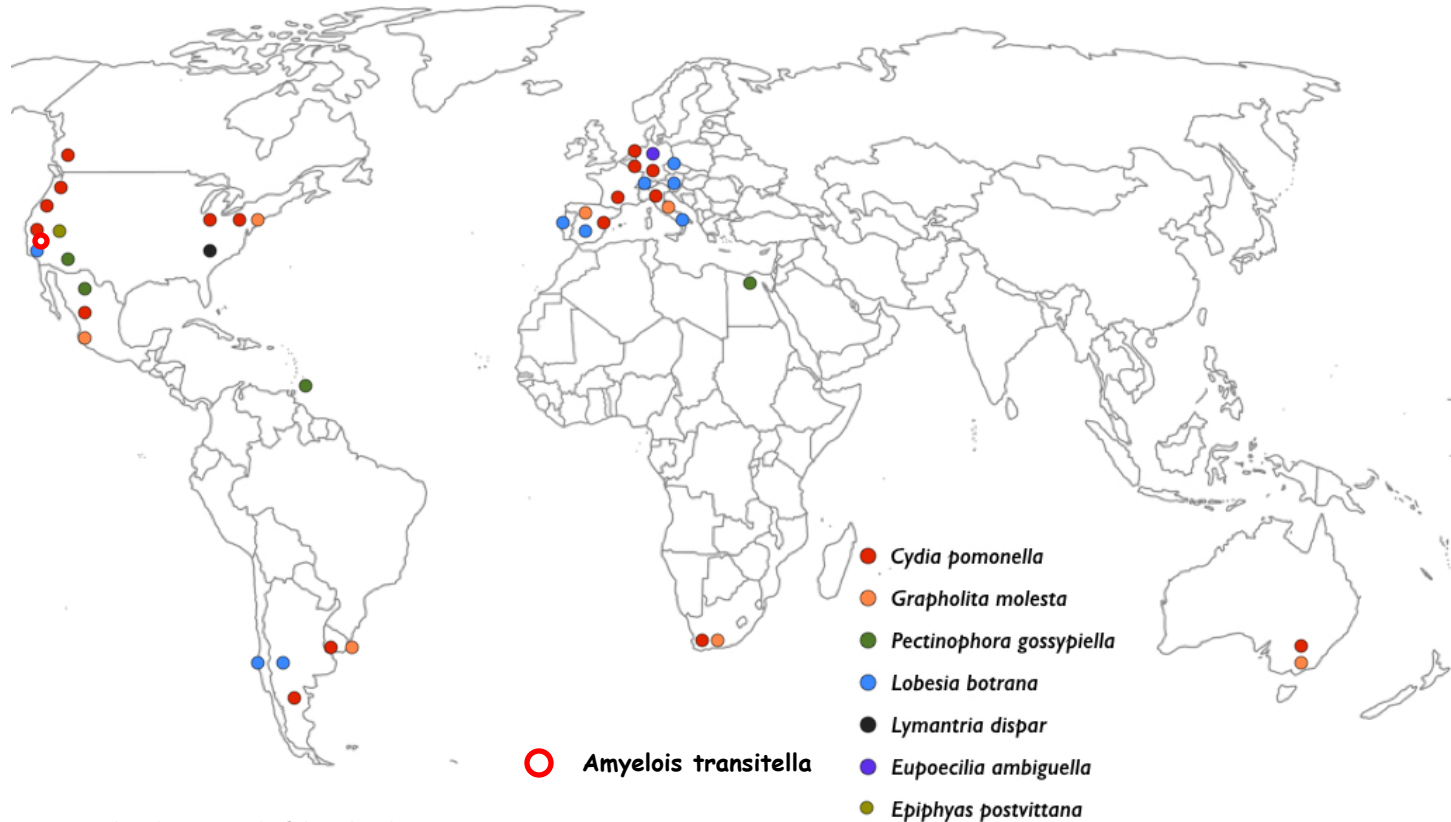 Cydia pomonella
Grapholita molesta
Pectinophora gossypiella
Lobesia botrana
Lymantria dispar
Amyelois transitella
Eupoecilia ambiguella
Epiphyas postvittana